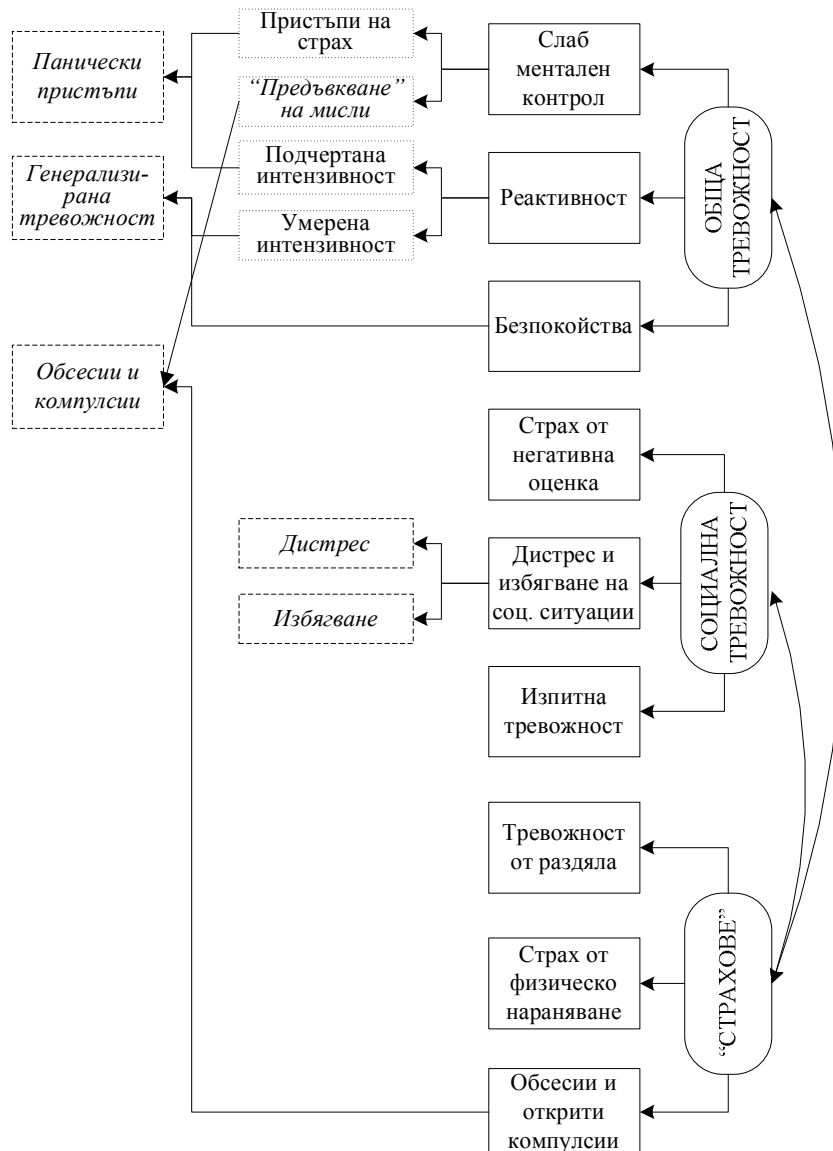 Панически
пристъпи
Генерализи-
рана
тревожност
Обсесии и
компулсии
Пристъпи на
страх
“Предъвкване”
на мисли
Подчертана
интензивност
Умерена
интензивност
Дистрес
Избягване
Слаб
ментален
контрол
Реактивност
Безпокойства
Страх от
негативна
оценка
Дистрес и
избягване на
соц. ситуации
Изпитна
тревожност
Тревожност
от раздяла
Страх от
физическо
нараняване
Обсесии и
открити
компулсии
ОБЩА
ТРЕВОЖНОСТ
СОЦИАЛНА
ТРЕВОЖНОСТ
“СТРАХОВЕ”